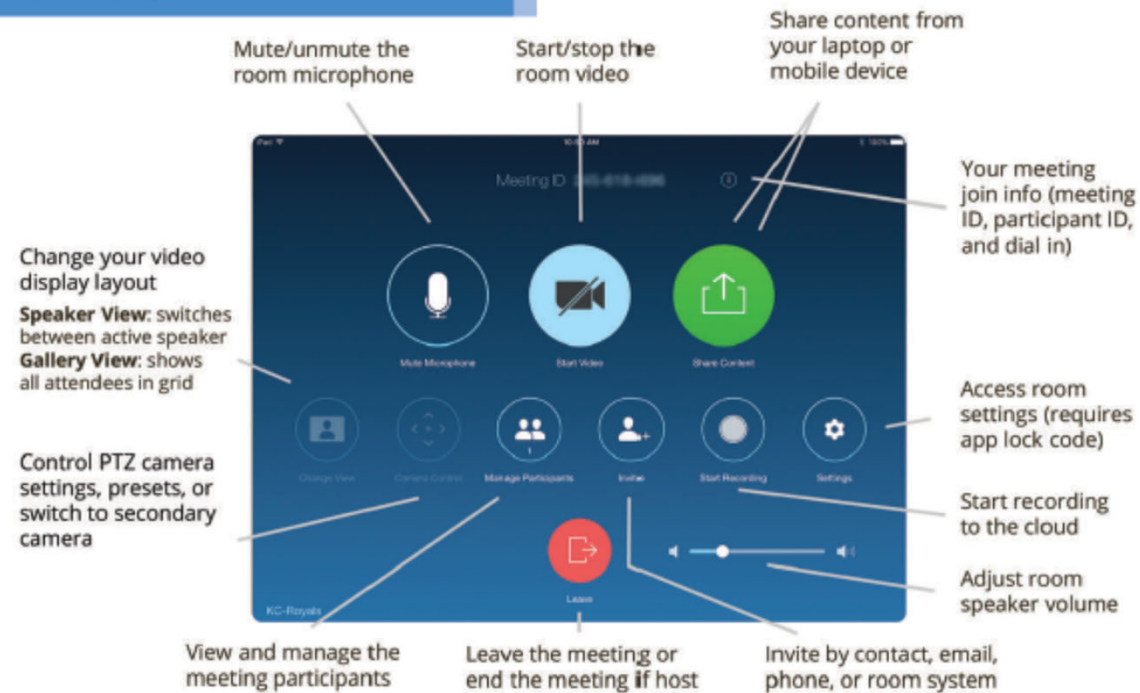 Mute/unmute the
room microphone
Start/stop the
room video
Share content from
your laptop or
mobile device
iPad
10:50 AM
100%
Meeting ID
Your meeting
join info (meeting
ID, participant ID,
and dial in)
Change your video
display layout
Speaker View: switches
between active speaker
Gallery View: shows
all attendees in grid
Mute Microphone
Start Video
Share Content
Access room
settings (requires
app lock code)
Control PTZ camera
settings, presets, or
switch to secondary
camera
Change View
Camera Control
Manage Participants
1
Invite
Start Recording
Settings
Start recording
to the cloud
Adjust room
speaker volume
Leave
KC-Royals
View and manage the
meeting participants
Leave the meeting or
end the meeting if host
Invite by contact, email,
phone, or room system